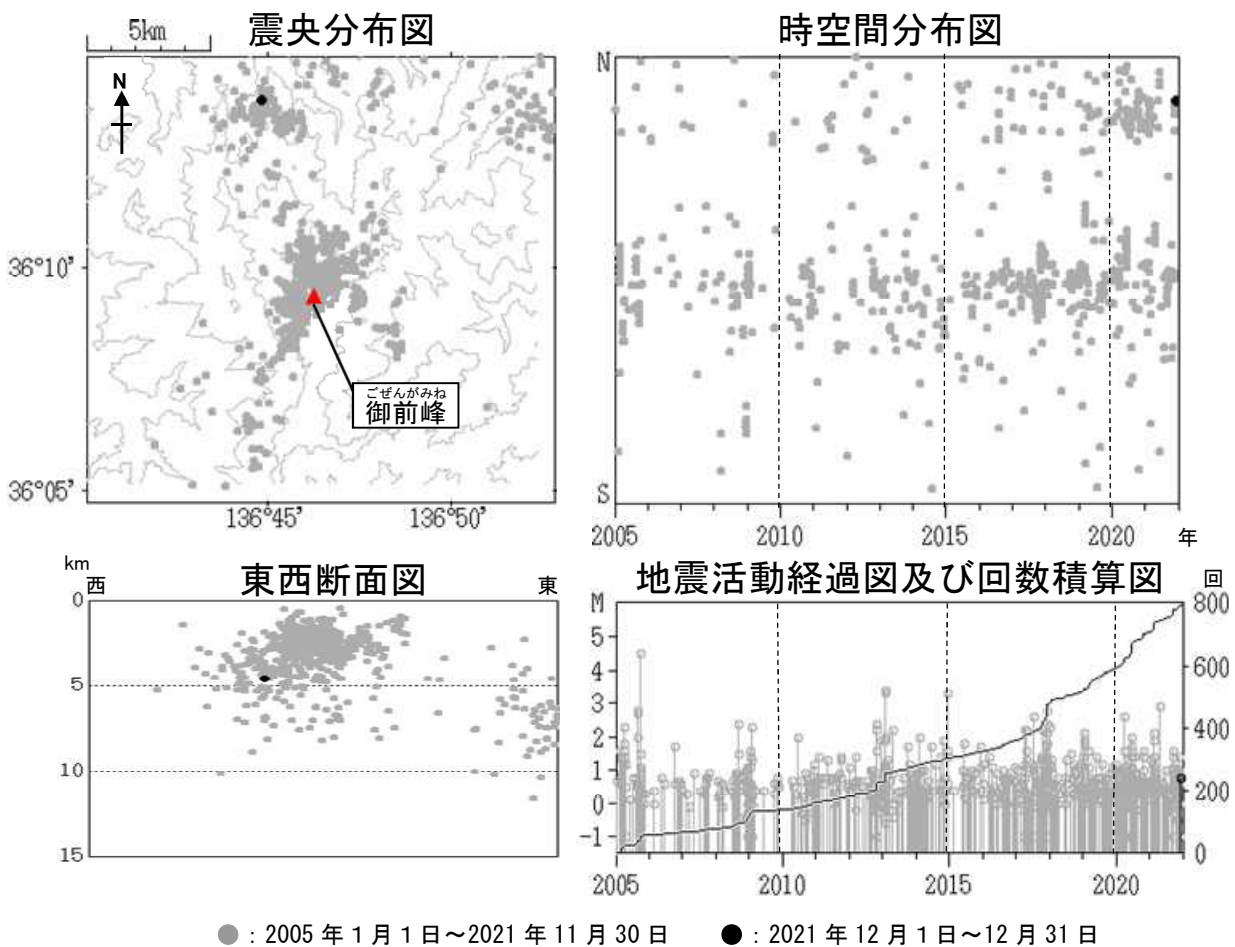 5km
震央分布図
N
36°10'
36°05'
136°45'
136°50'
ごぜんがみね
御前峰
時空間分布図
N
S
2005
2010
2015
2020
年
東西断面図
km
西
東
0
5
10
15
地震活動経過図及び回数積算図
M
5
4
3
2
1
0
-1
回
800
600
400
200
0
2005
2010
2015
2020
●：2005 年 1 月 1 日～2021 年 11 月 30 日 ●：2021 年 12 月 1 日～12 月 31 日